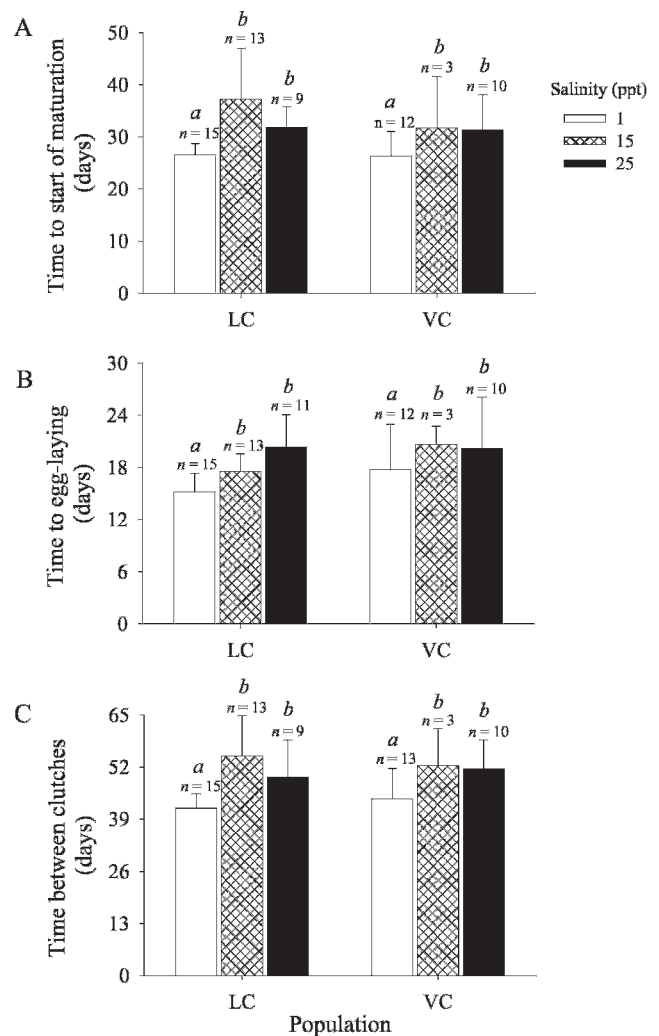 A
Time to start of maturation
(days)
50
40
30
20
10
0
a
n = 15
b
n = 13
b
n = 9
a
n = 12
b
n = 3
b
n = 10
LC
VC
Salinity (ppt)
1
15
25
B
Time to egg-laying
(days)
30
24
18
12
6
0
a
n = 15
b
n = 13
b
n = 11
a
n = 12
b
n = 3
b
n = 10
LC
VC
C
Time between clutches
(days)
65
52
39
26
13
0
a
n = 15
b
n = 13
b
n = 9
a
n = 13
b
n = 3
b
n = 10
LC
VC
Population